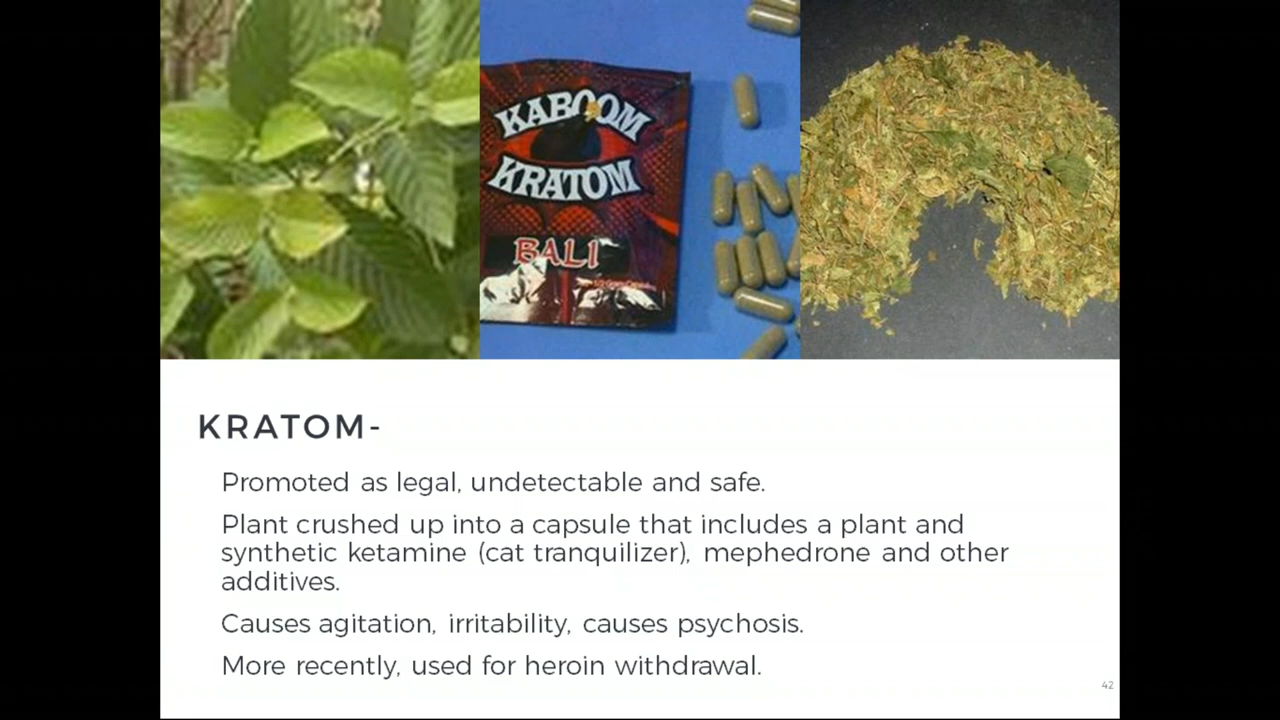 KABOOM
KRATOM
BALI
KRATOM-
Promoted as legal, undetectable and safe.
Plant crushed up into a capsule that includes a plant and
synthetic ketamine (cat tranquilizer), mephedrone and other
additives.
Causes agitation, irritability, causes psychosis.
More recently, used for heroin withdrawal.
42